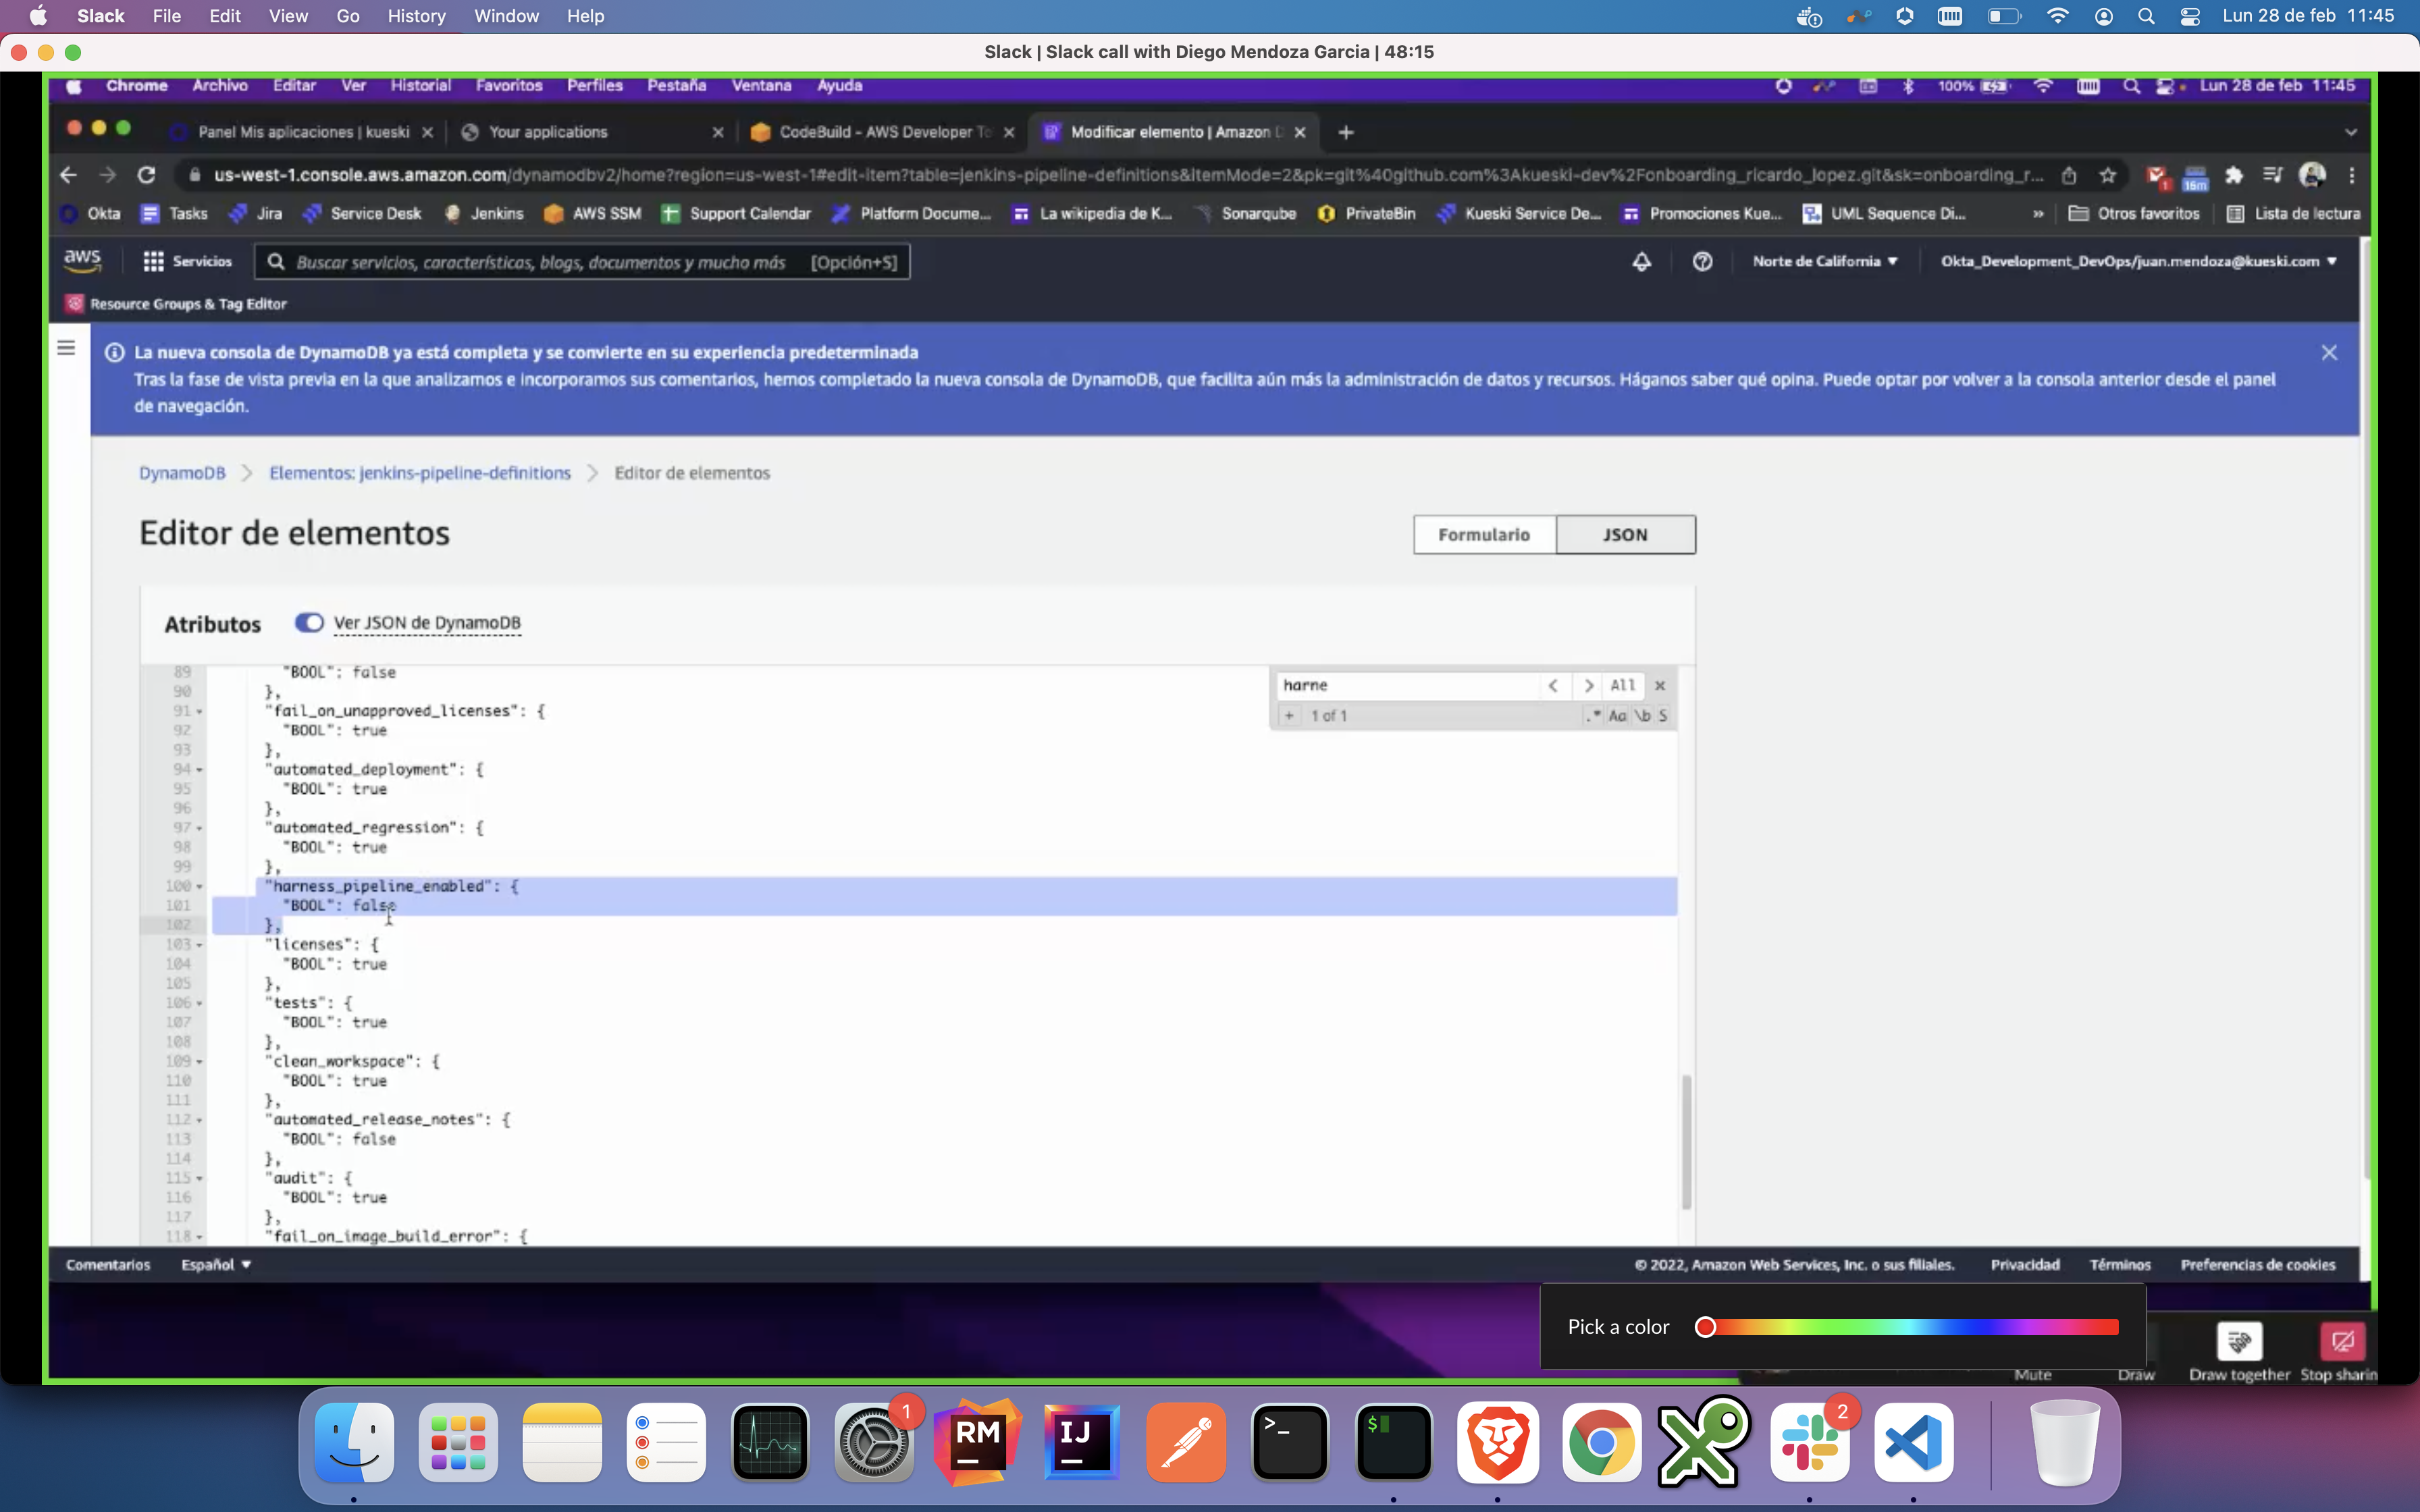 Slack File Edit View Go History Window Help Lun 28 de feb 11:45
Slack | Slack call with Diego Mendoza Garcia | 48:15
Chrome Archivo Editar Ver Historial Favoritos Perfiles Pestaña Ventana Ayuda 100% Lun 28 de feb 11:45
Panel Mis aplicaciones | kueski Your applications CodeBuild - AWS Developer To Modificar elemento | Amazon D
us-west-1.console.aws.amazon.com/dynamodbv2/home?region=us-west-1#edit-item?table=jenkins-pipeline-definitions&itemMode=2&pk=git%40github.com%3Akueski-dev%2Fonboarding_ricardo_lopez.git&sk=onboarding_r... 1 16m
Okta Tasks Jira Service Desk Jenkins AWS SSM Support Calendar Platform Docume... La wikipedia de K... Sonarqube PrivateBin Kueski Service De... Promociones Kue... UML Sequence Di... » Otros favoritos Lista de lectura
aws Servicios Buscar servicios, características, blogs, documentos y mucho más [Opción+S] Norte de California Okta_Development_DevOps/juan.mendoza@kueski.com
Resource Groups & Tag Editor
La nueva consola de DynamoDB ya está completa y se convierte en su experiencia predeterminada
Tras la fase de vista previa en la que analizamos e incorporamos sus comentarios, hemos completado la nueva consola de DynamoDB, que facilita aún más la administración de datos y recursos. Háganos saber qué opina. Puede optar por volver a la consola anterior desde el panel
de navegación.
DynamoDB > Elementos: jenkins-pipeline-definitions > Editor de elementos
Editor de elementos
Formulario JSON
Atributos Ver JSON de DynamoDB
harne All
+ 1 of 1 .* Aa \b S
89 "BOOL": false
90 },
91 "fail_on_unapproved_licenses": {
92 "BOOL": true
93 },
94 "automated_deployment": {
95 "BOOL": true
96 },
97 "automated_regression": {
98 "BOOL": true
99 },
100 "harness_pipeline_enabled": {
101 "BOOL": false
102 },
103 "licenses": {
104 "BOOL": true
105 },
106 "tests": {
107 "BOOL": true
108 },
109 "clean_workspace": {
110 "BOOL": true
111 },
112 "automated_release_notes": {
113 "BOOL": false
114 },
115 "audit": {
116 "BOOL": true
117 },
118 "fail_on_image_build_error": {
Comentarios Español © 2022, Amazon Web Services, Inc. o sus filiales. Privacidad Términos Preferencias de cookies
Pick a color
Mute Draw Draw together Stop sharin
1 RM IJ >_ $ 2